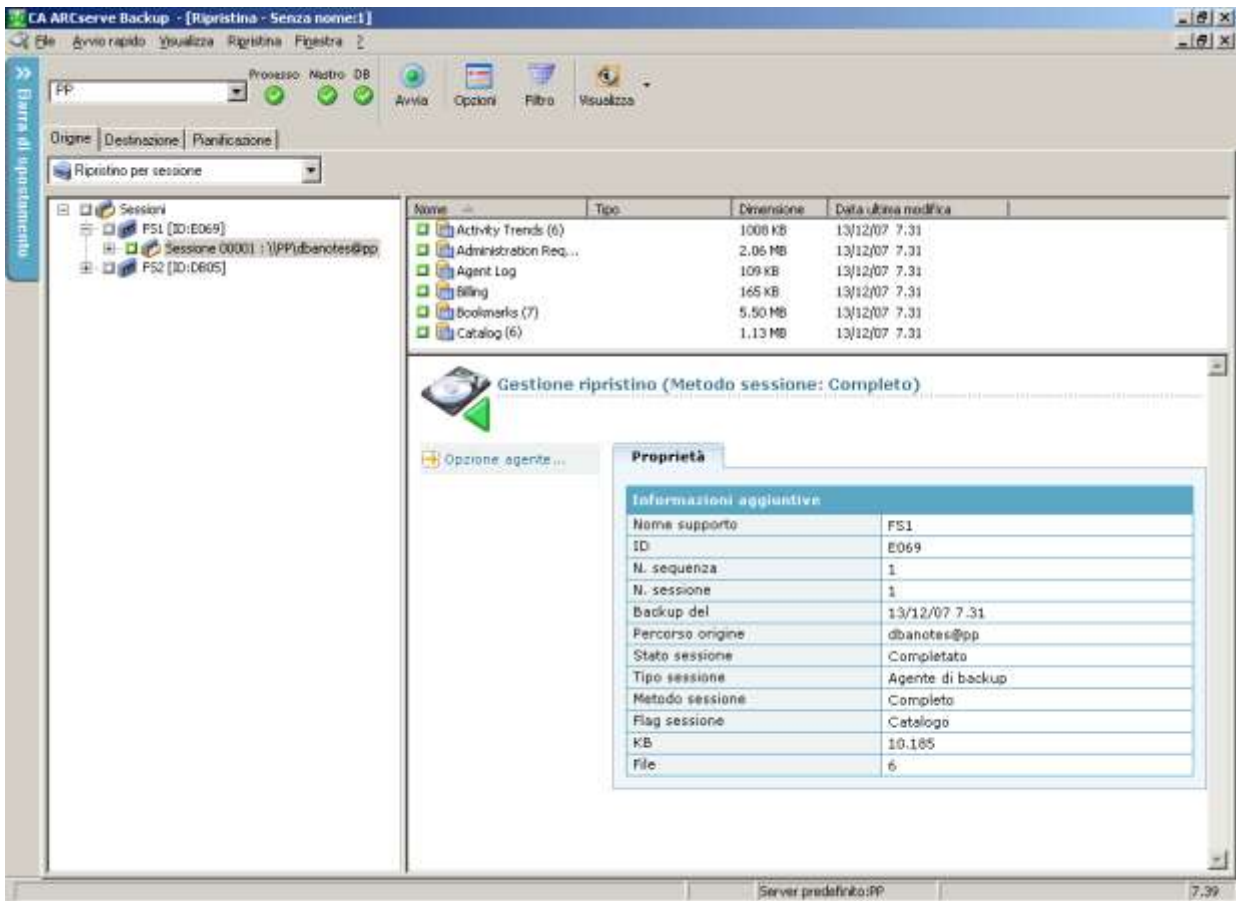 CA ARCserve Backup - [Ripristina - Senza nome:1]
File Avvio rapido Visualizza Ripristina Finestra ?
Barra di spostamento
PP
Processo Nastro DB
Avvia Opzioni Filtro Visualizza
Origine Destinazione Pianificazione
Ripristino per sessione
Sessioni
FS1 [ID:E069]
Sessione 00001 : \\PP\dbanotes@pp
FS2 [ID:DB05]
Nome Tipo Dimensione Data ultima modifica
Activity Trends (6) 1008 KB 13/12/07 7.31
Administration Req... 2.06 MB 13/12/07 7.31
Agent Log 109 KB 13/12/07 7.31
Billing 165 KB 13/12/07 7.31
Bookmarks (7) 5.50 MB 13/12/07 7.31
Catalog (6) 1.13 MB 13/12/07 7.31
Gestione ripristino (Metodo sessione: Completo)
Opzione agente...
Proprietà
Informazioni aggiuntive
Nome supporto FS1
ID E069
N. sequenza 1
N. sessione 1
Backup del 13/12/07 7.31
Percorso origine dbanotes@pp
Stato sessione Completato
Tipo sessione Agente di backup
Metodo sessione Completo
Flag sessione Catalogo
KB 10.185
File 6
Server predefinito:PP 7.39